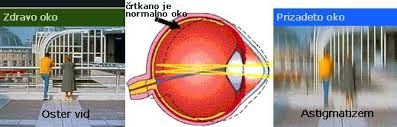 Zdravo oko
Oster vid
črtkano je
normalno oko
Prizadeto oko
Astigmatizem